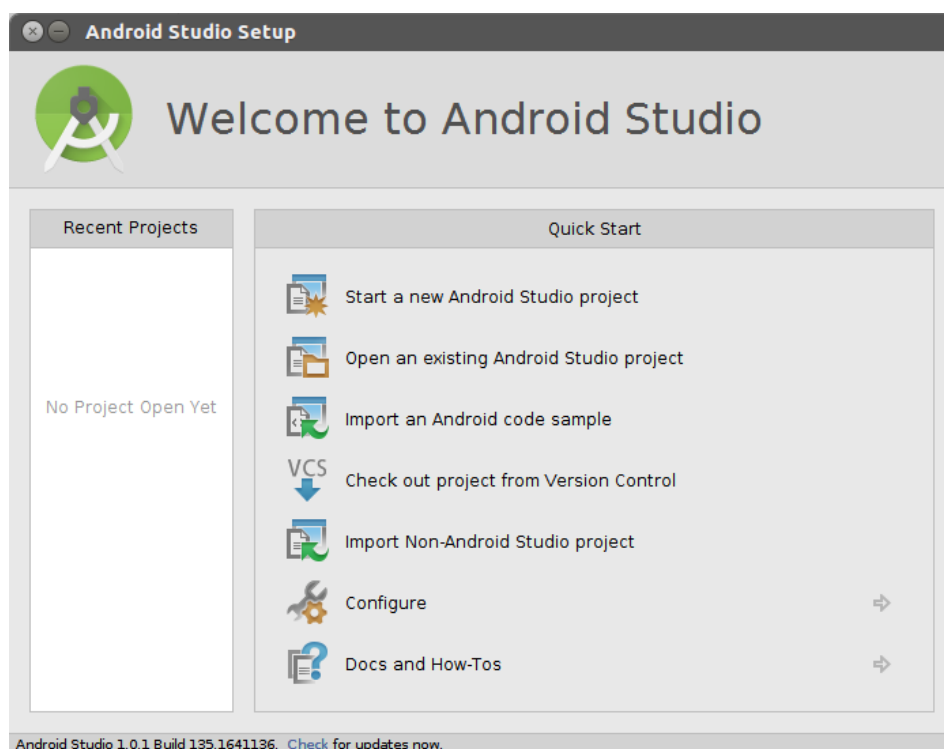 Android Studio Setup
Welcome to Android Studio
Recent Projects
No Project Open Yet
Quick Start
Start a new Android Studio project
Open an existing Android Studio project
Import an Android code sample
VCS
Check out project from Version Control
Import Non-Android Studio project
Configure
Docs and How-Tos
Android Studio 1.0.1 Build 135.1641136. Check for updates now.